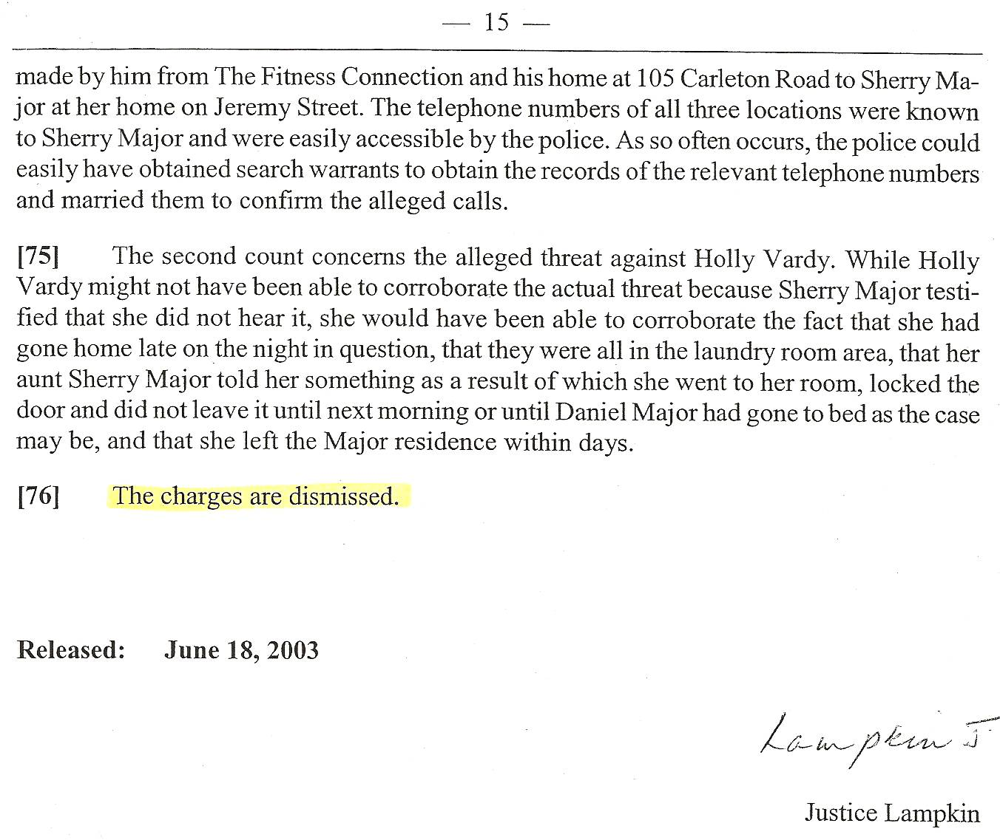 — 15 —
made by him from The Fitness Connection and his home at 105 Carleton Road to Sherry Ma-
jor at her home on Jeremy Street. The telephone numbers of all three locations were known
to Sherry Major and were easily accessible by the police. As so often occurs, the police could
easily have obtained search warrants to obtain the records of the relevant telephone numbers
and married them to confirm the alleged calls.
[75] The second count concerns the alleged threat against Holly Vardy. While Holly
Vardy might not have been able to corroborate the actual threat because Sherry Major testi-
fied that she did not hear it, she would have been able to corroborate the fact that she had
gone home late on the night in question, that they were all in the laundry room area, that her
aunt Sherry Major told her something as a result of which she went to her room, locked the
door and did not leave it until next morning or until Daniel Major had gone to bed as the case
may be, and that she left the Major residence within days.
[76] The charges are dismissed.
Released: June 18, 2003
Lampkin J
Justice Lampkin